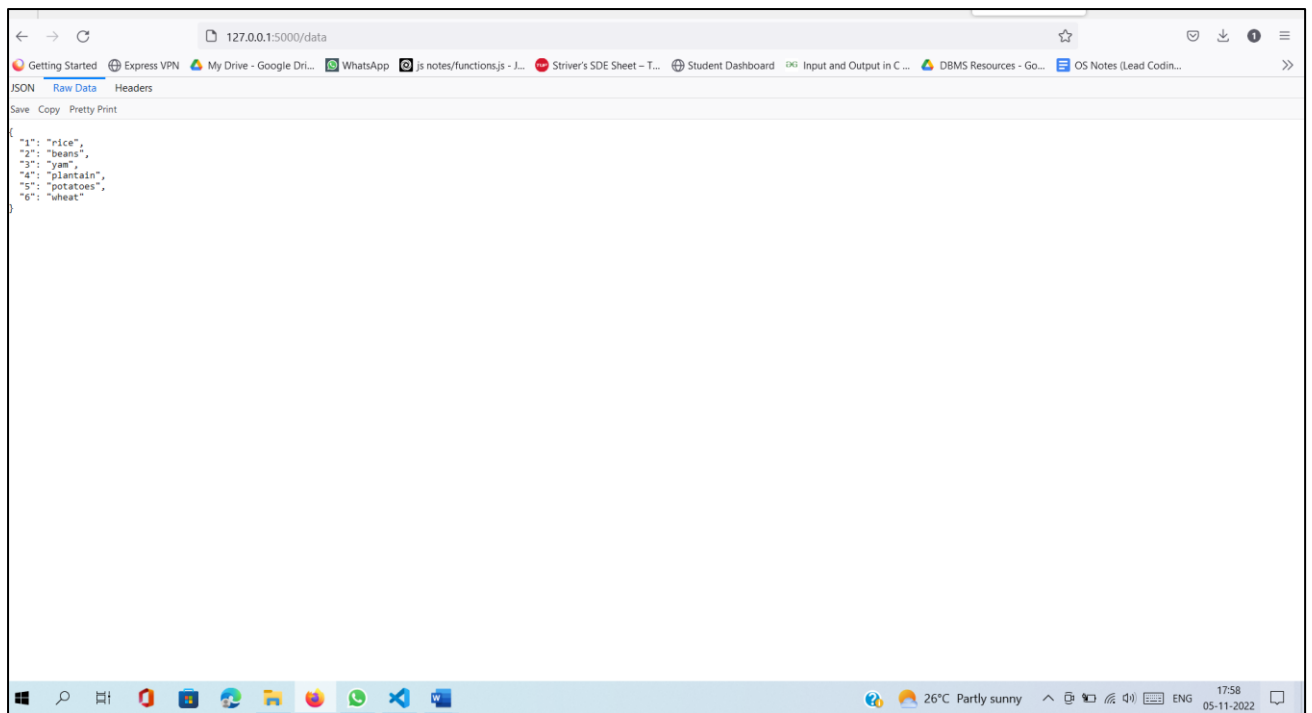 127.0.0.1:5000/data
1
Getting Started Express VPN My Drive - Google Dri... WhatsApp js notes/functions.js - J... Striver's SDE Sheet – T... Student Dashboard Input and Output in C ... DBMS Resources - Go... OS Notes (Lead Codin...
JSON Raw Data Headers
Save Copy Pretty Print
{
"1": "rice",
"2": "beans",
"3": "yam",
"4": "plantain",
"5": "potatoes",
"6": "wheat"
}
26°C Partly sunny ENG 17:58
05-11-2022